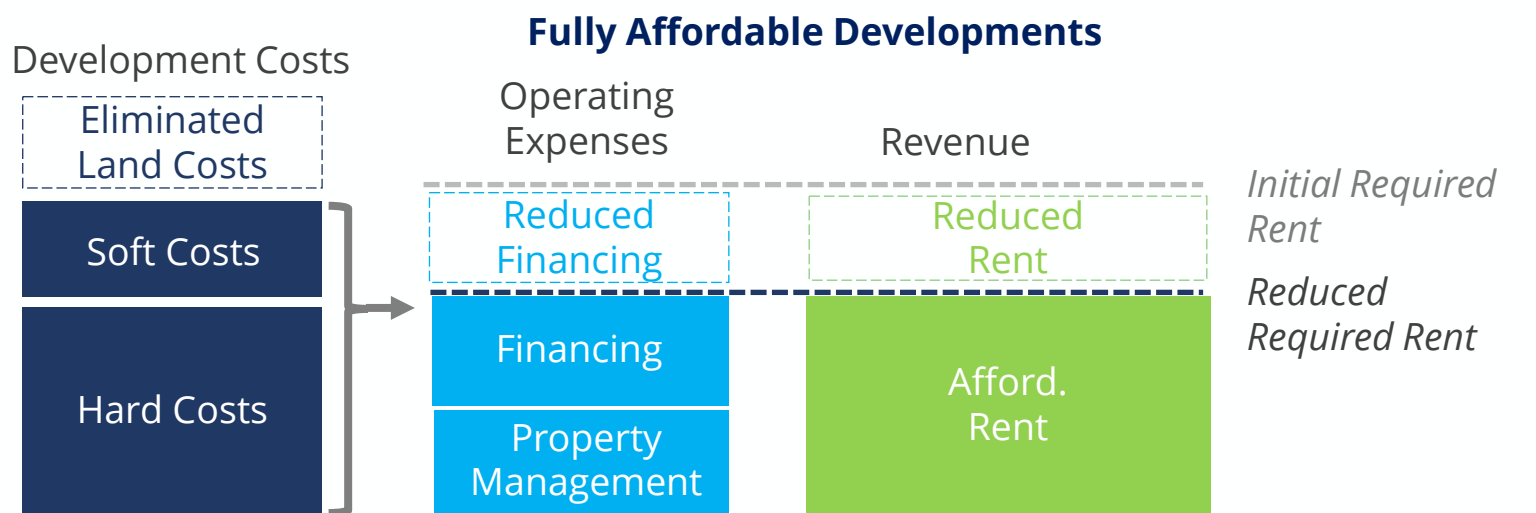 Fully Affordable Developments
Development Costs
Eliminated
Land Costs
Soft Costs
Hard Costs
Operating
Expenses
Reduced
Financing
Financing
Property
Management
Revenue
Reduced
Rent
Afford.
Rent
Initial Required
Rent
Reduced
Required Rent